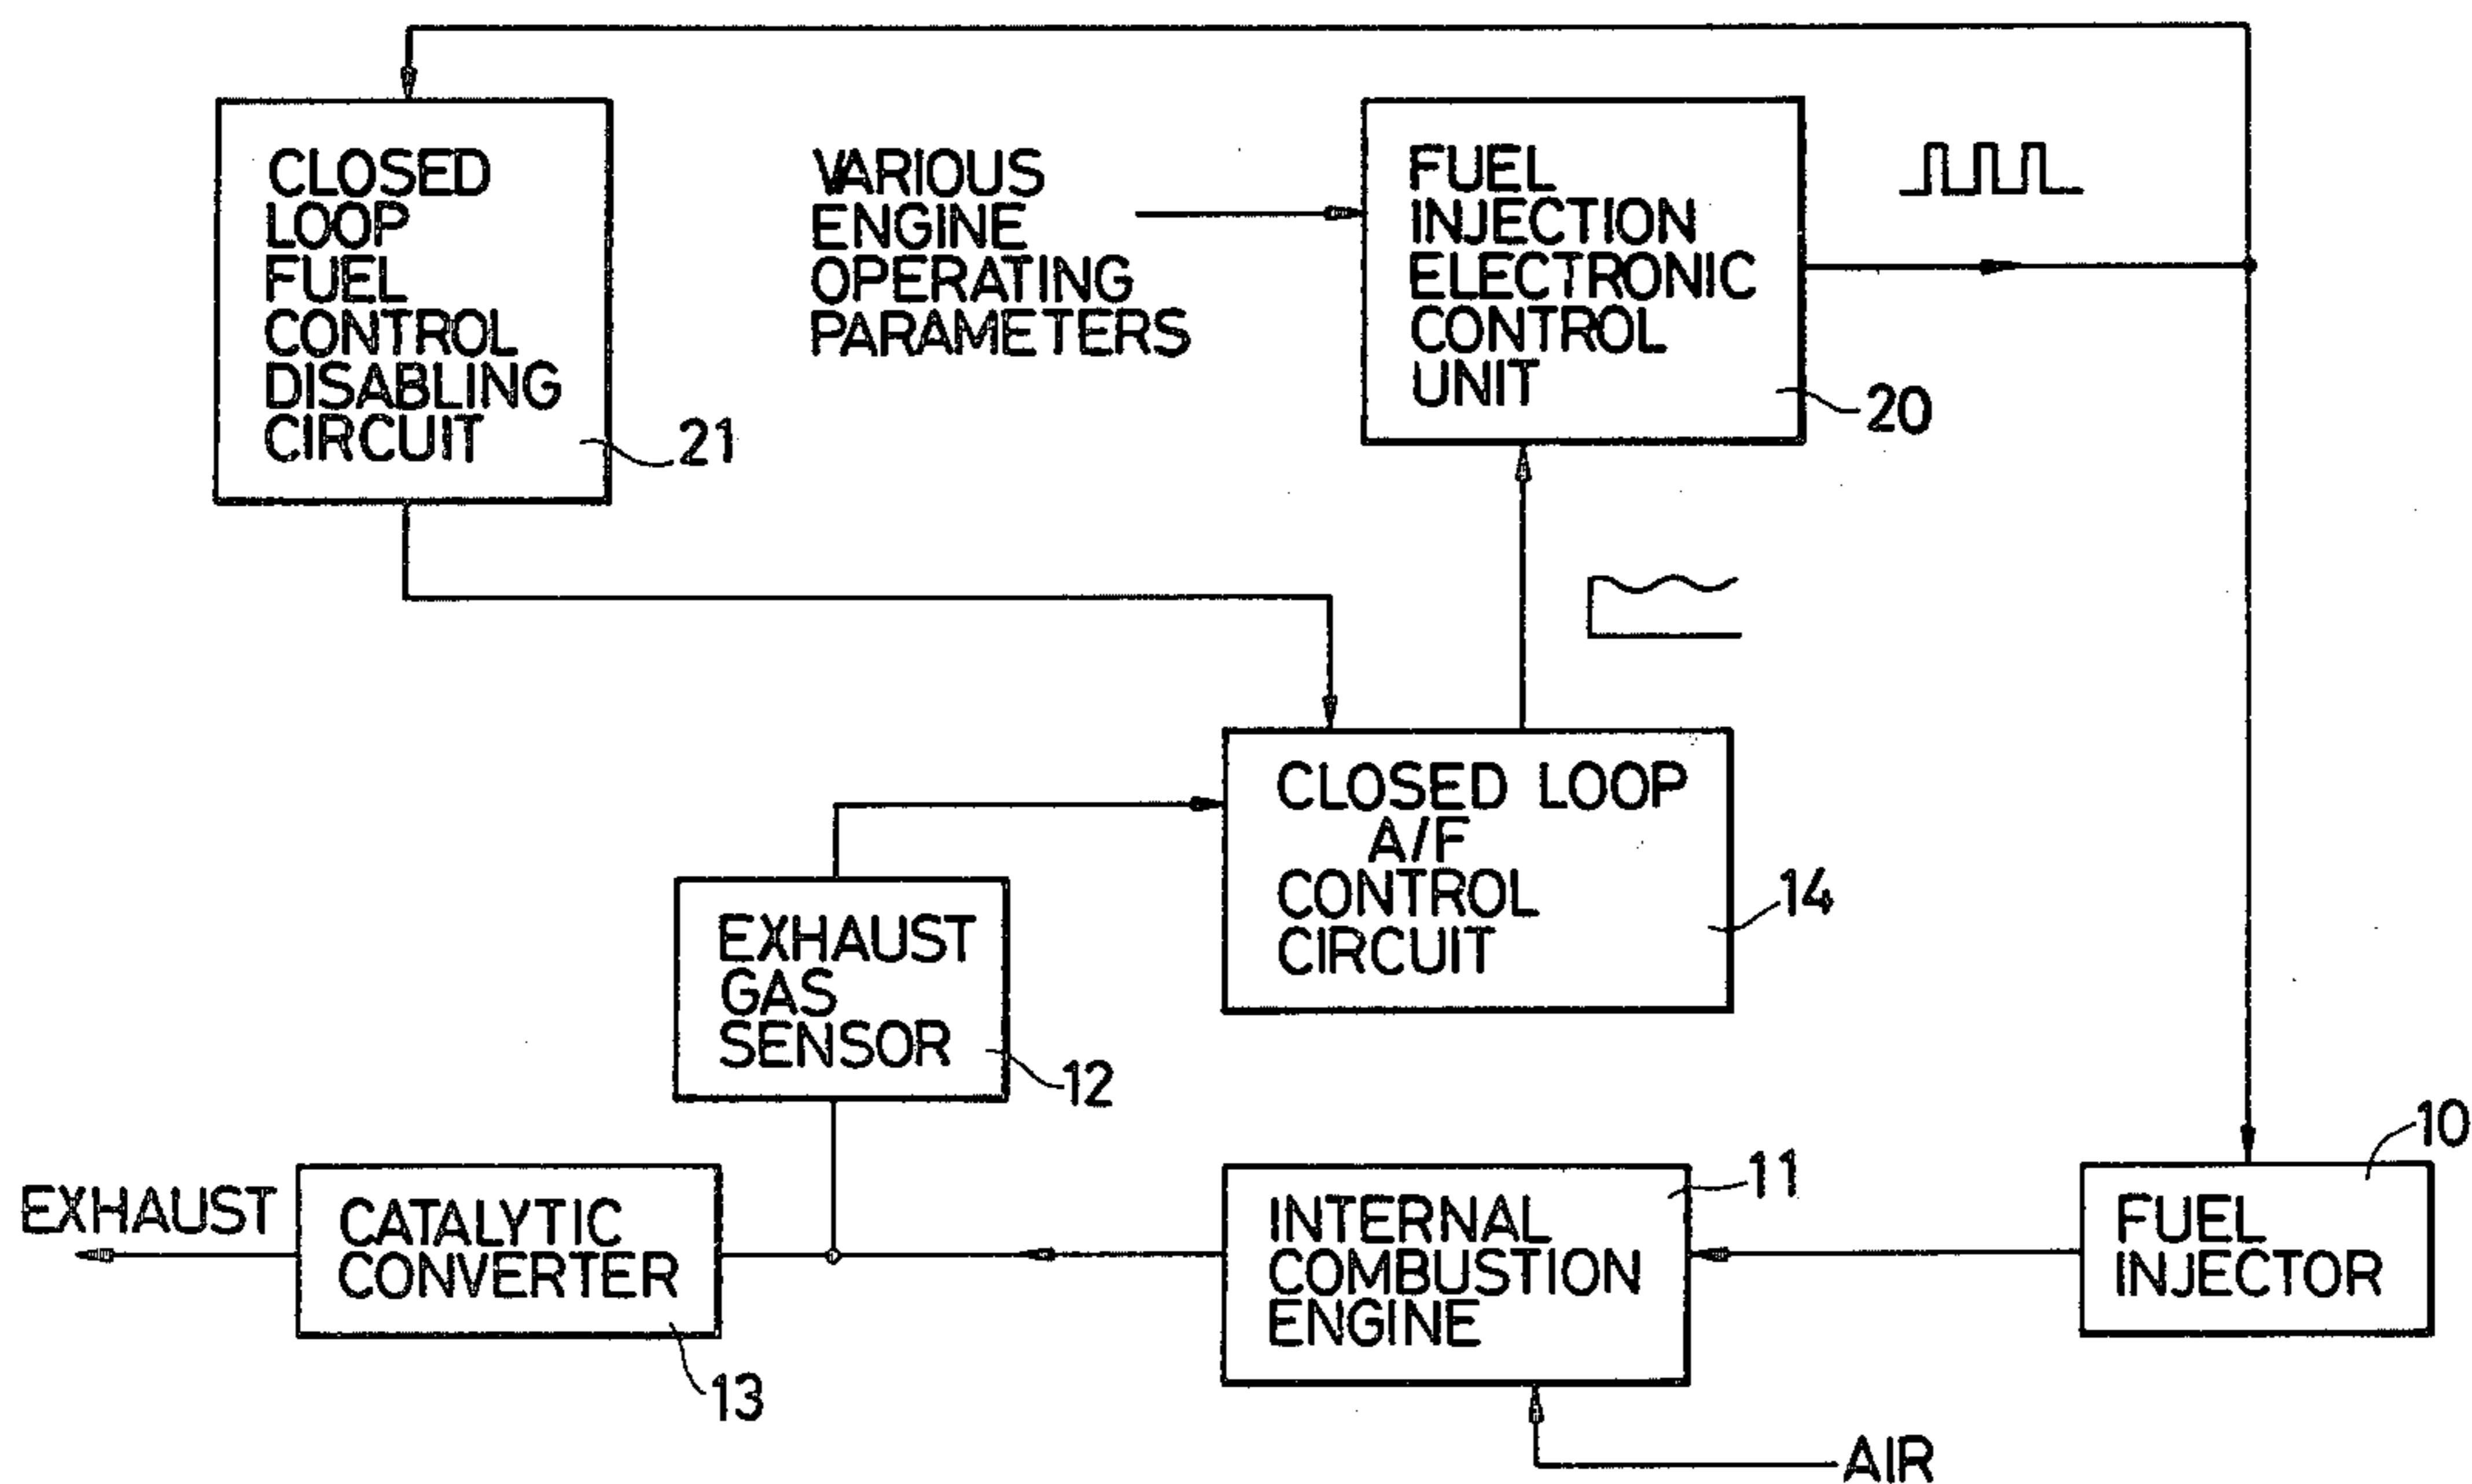 CLOSED
LOOP
FUEL
CONTROL
DISABLING
CIRCUIT
21
VARIOUS
ENGINE
OPERATING
PARAMETERS
FUEL
INJECTION
ELECTRONIC
CONTROL
UNIT
20
CLOSED LOOP
A/F
CONTROL
CIRCUIT
14
EXHAUST
GAS
SENSOR
12
EXHAUST
CATALYTIC
CONVERTER
13
INTERNAL
COMBUSTION
ENGINE
11
FUEL
INJECTOR
10
AIR